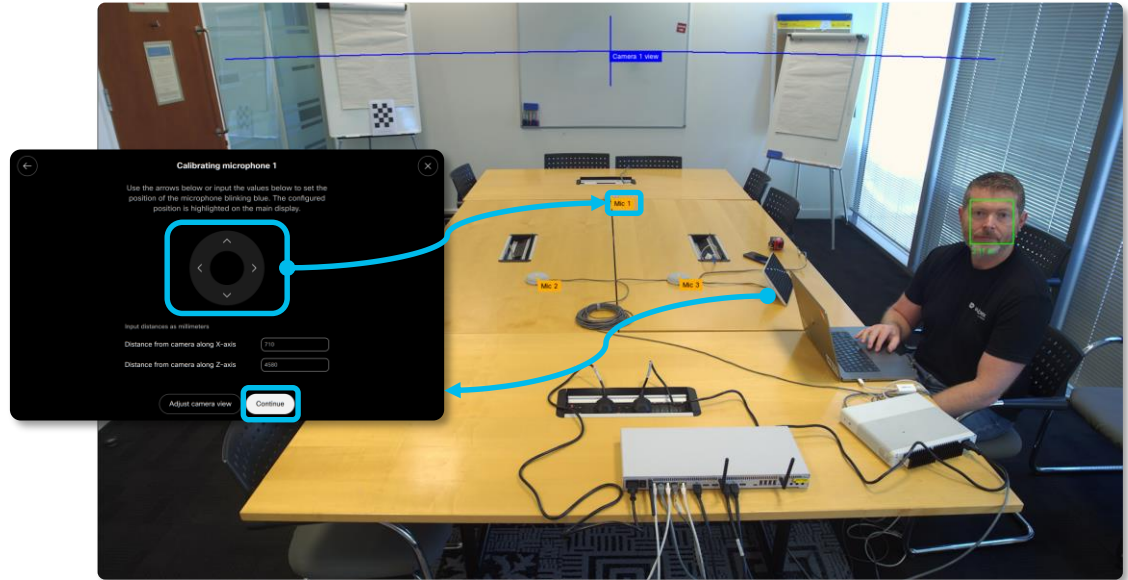 Camera 1 view
Calibrating microphone 1
Use the arrows below or input the values below to set the
position of the microphone blinking blue. The configured
position is highlighted on the main display.
Mic 1
Mic 2
Mic 3
Input distances as millimeters
Distance from camera along X-axis
710
Distance from camera along Z-axis
4580
Adjust camera view
Continue